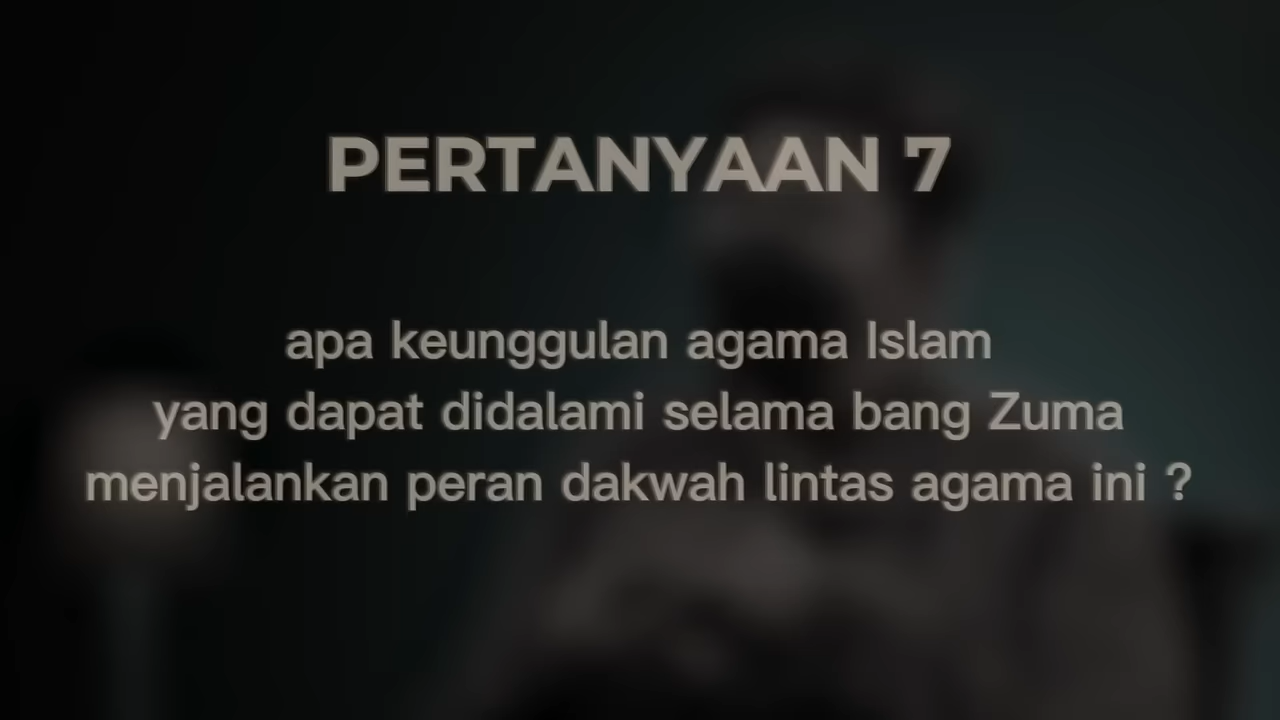 PERTANYAAN 7
apa keunggulan agama Islam
yang dapat didalami selama bang Zuma
menjalankan peran dakwah lintas agama ini ?